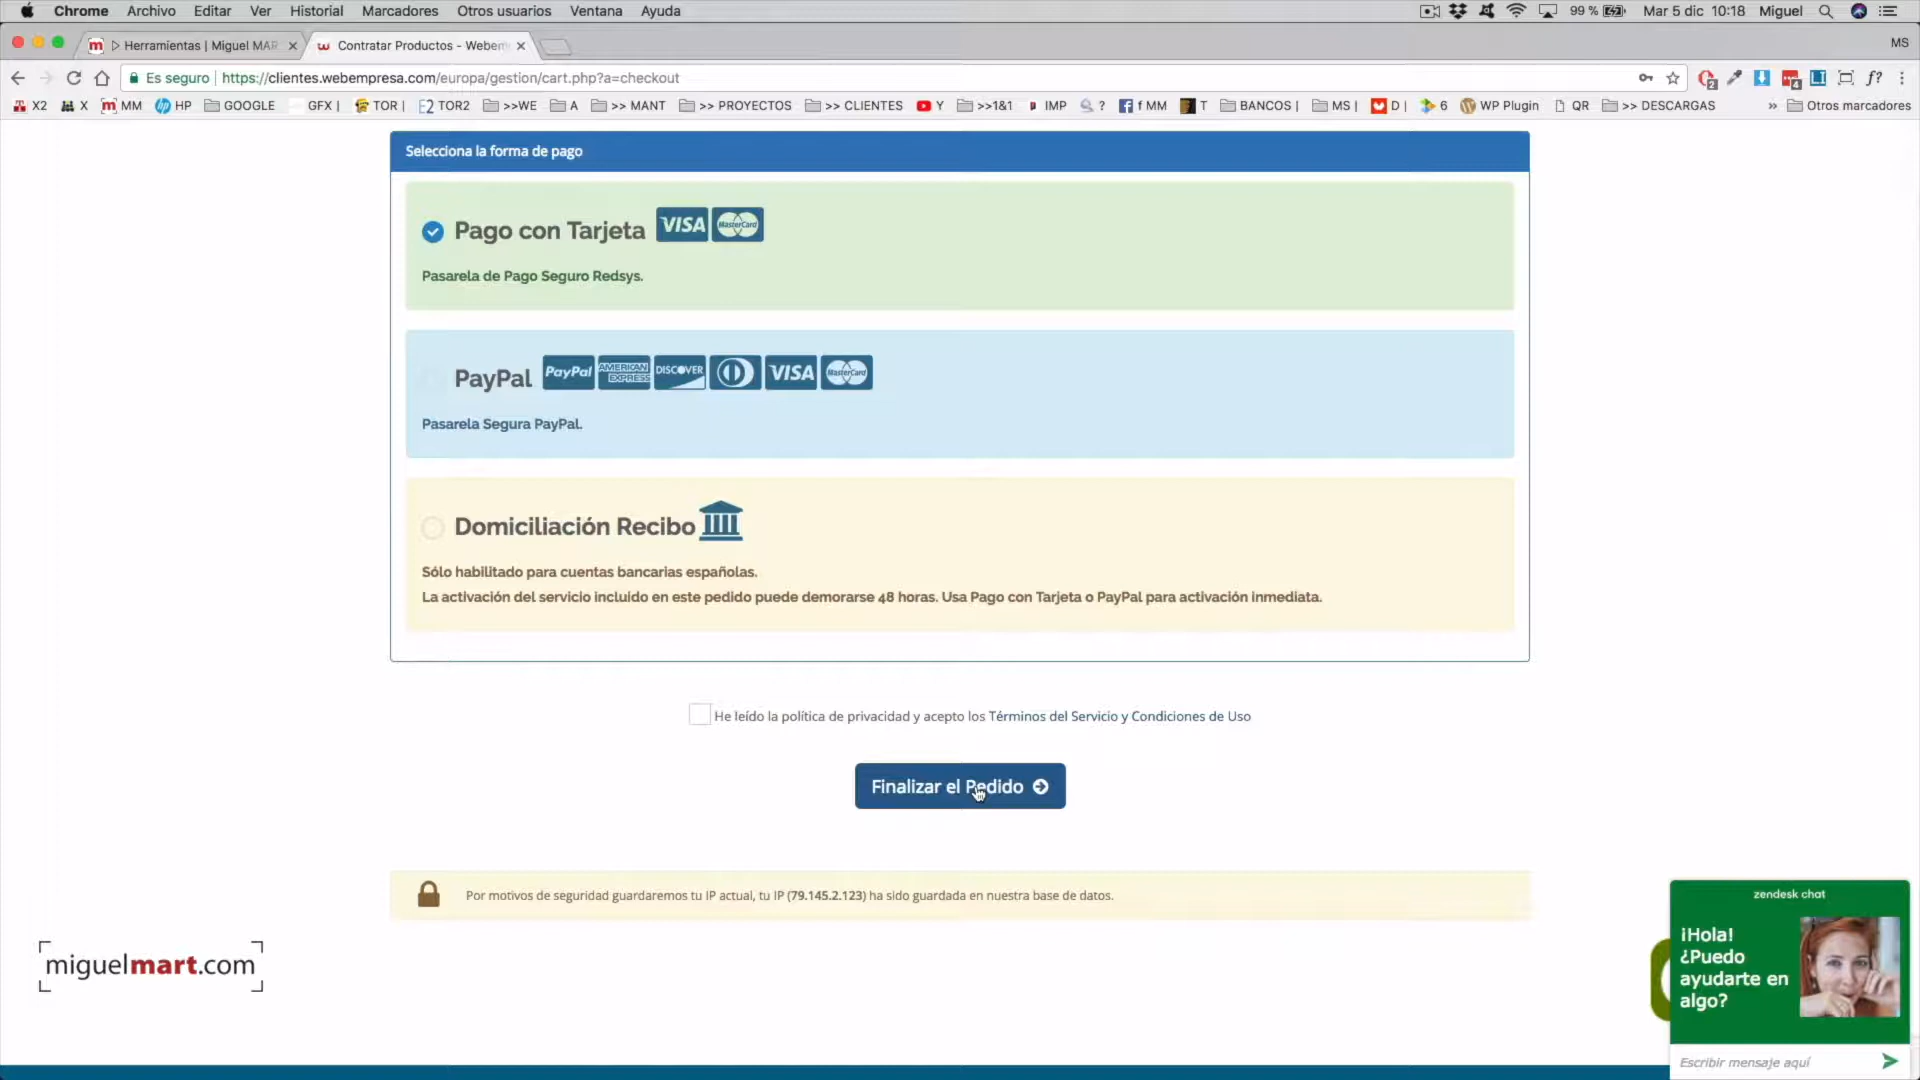 Chrome Archivo Editar Ver Historial Marcadores Otros usuarios Ventana Ayuda 99 % Mar 5 dic 10:18 Miguel
m Herramientas | Miguel MAR Contratar Productos - Webem MS
Es seguro https://clientes.webempresa.com/europa/gestion/cart.php?a=checkout 2 4 f?
X2 X MM HP GOOGLE GFX | TOR | TOR2 >>WE A >> MANT >> PROYECTOS >> CLIENTES Y >>1&1 IMP ? f MM T BANCOS | MS | D | 6 WP Plugin QR >> DESCARGAS » Otros marcadores
Selecciona la forma de pago
Pago con Tarjeta VISA MasterCard
Pasarela de Pago Seguro Redsys.
PayPal PayPal AMERICAN EXPRESS DISCOVER VISA MasterCard
Pasarela Segura PayPal.
Domiciliación Recibo
Sólo habilitado para cuentas bancarias españolas.
La activación del servicio incluido en este pedido puede demorarse 48 horas. Usa Pago con Tarjeta o PayPal para activación inmediata.
He leído la política de privacidad y acepto los Términos del Servicio y Condiciones de Uso
Finalizar el Pedido
Por motivos de seguridad guardaremos tu IP actual, tu IP (79.145.2.123) ha sido guardada en nuestra base de datos.
miguelmart.com
zendesk chat
¡Hola!
¿Puedo
ayudarte en
algo?
Escribir mensaje aquí